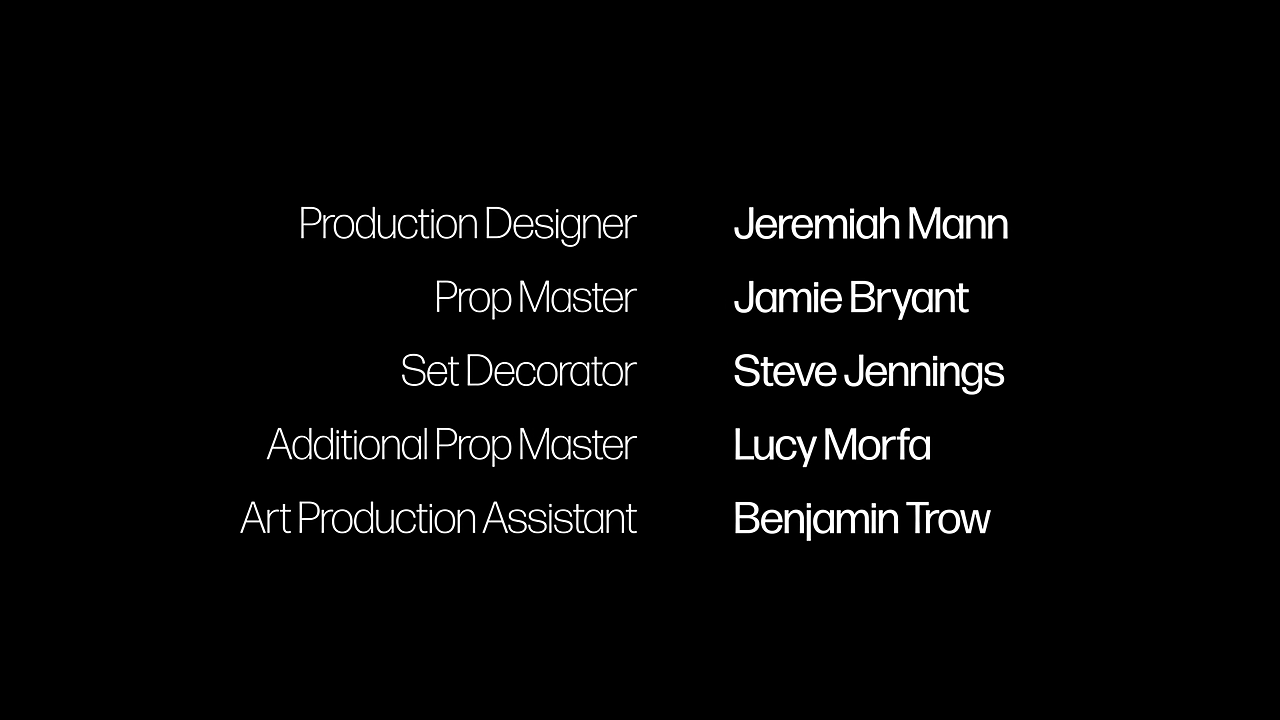 Production Designer Jeremiah Mann
Prop Master Jamie Bryant
Set Decorator Steve Jennings
Additional Prop Master Lucy Morfa
Art Production Assistant Benjamin Trow